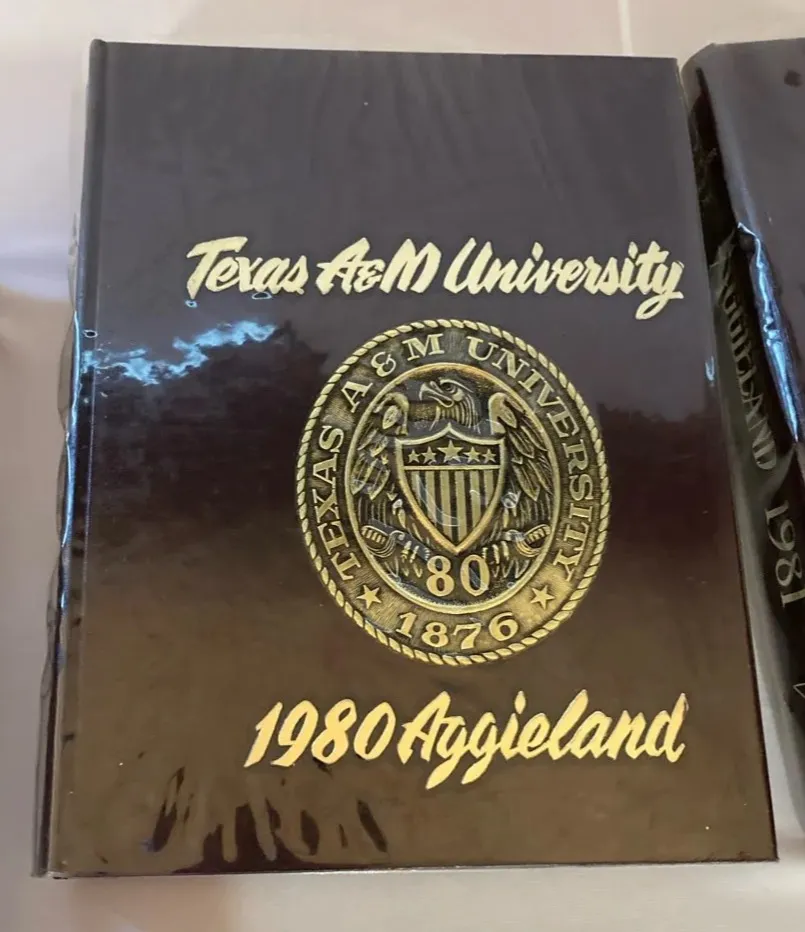 Texas A&M University
TEXAS A&M UNIVERSITY
80
1876
1980 Aggieland
AGGIELAND 1981